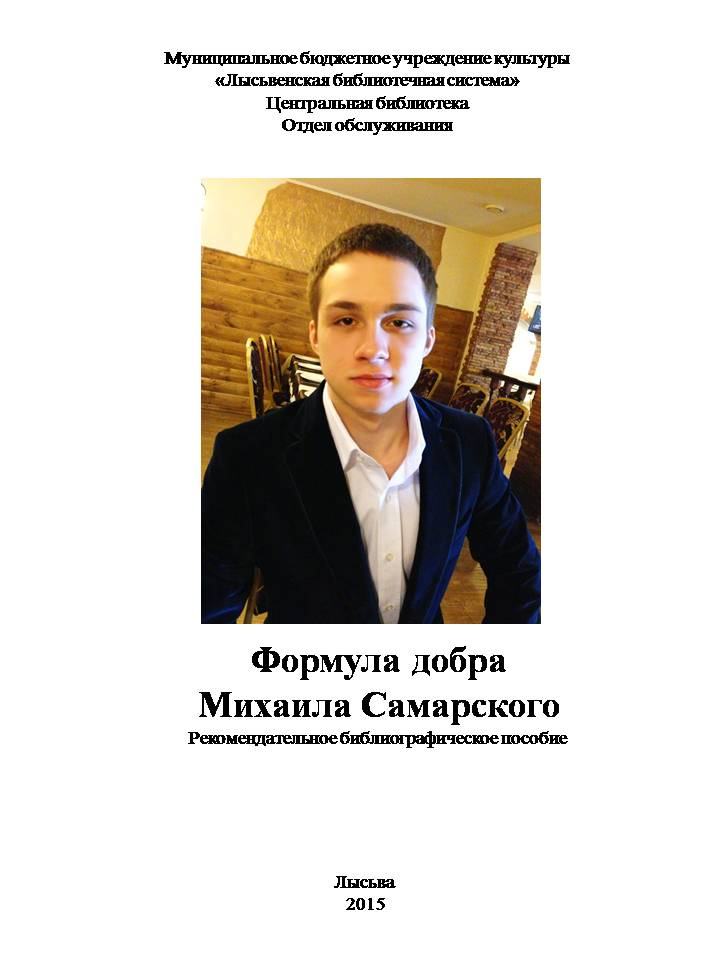 Муниципальное бюджетное учреждение культуры
«Лысьвенская библиотечная система»
Центральная библиотека
Отдел обслуживания
Формула добра
Михаила Самарского
Рекомендательное библиографическое пособие
Лысьва
2015